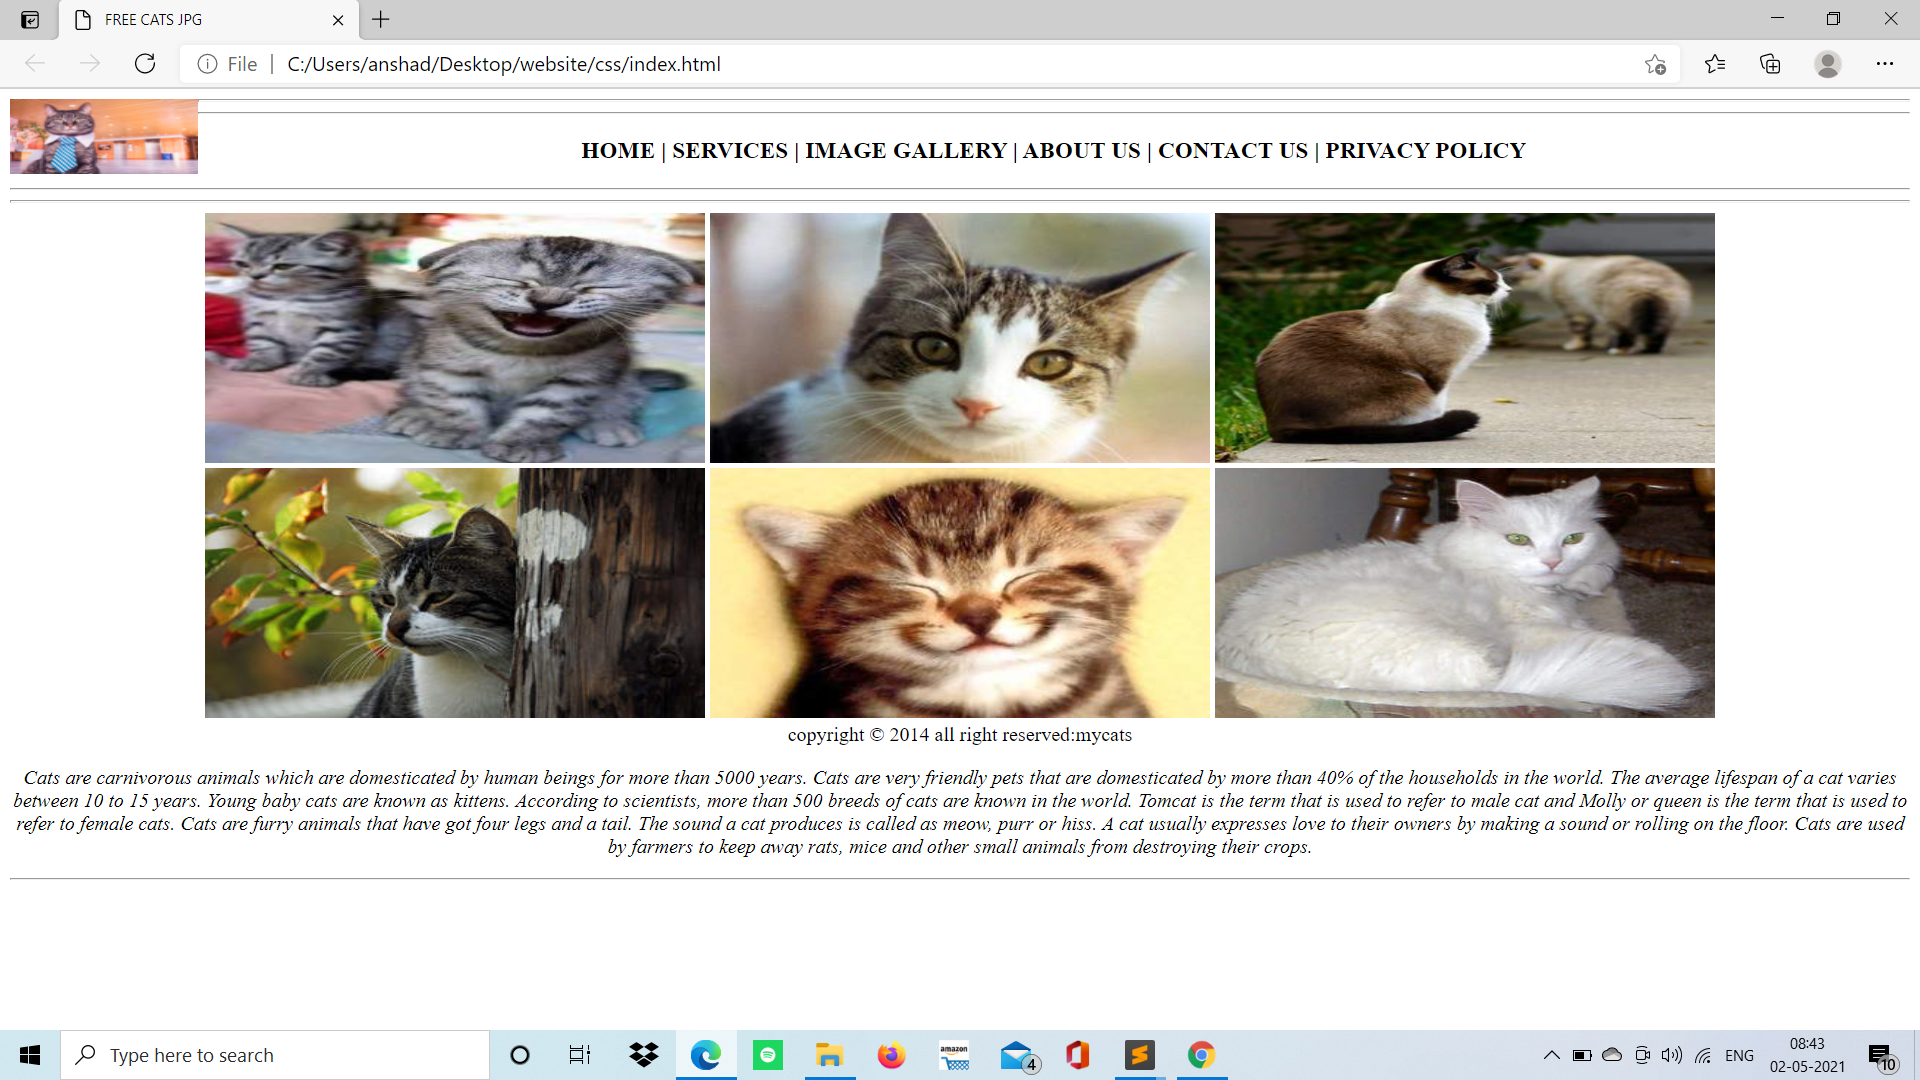 FREE CATS JPG
File | C:/Users/anshad/Desktop/website/css/index.html
HOME | SERVICES | IMAGE GALLERY | ABOUT US | CONTACT US | PRIVACY POLICY
copyright © 2014 all right reserved:mycats
Cats are carnivorous animals which are domesticated by human beings for more than 5000 years. Cats are very friendly pets that are domesticated by more than 40% of the households in the world. The average lifespan of a cat varies
between 10 to 15 years. Young baby cats are known as kittens. According to scientists, more than 500 breeds of cats are known in the world. Tomcat is the term that is used to refer to male cat and Molly or queen is the term that is used to
refer to female cats. Cats are furry animals that have got four legs and a tail. The sound a cat produces is called as meow, purr or hiss. A cat usually expresses love to their owners by making a sound or rolling on the floor. Cats are used
by farmers to keep away rats, mice and other small animals from destroying their crops.
Type here to search
amazon
4
ENG
08:43
02-05-2021
10